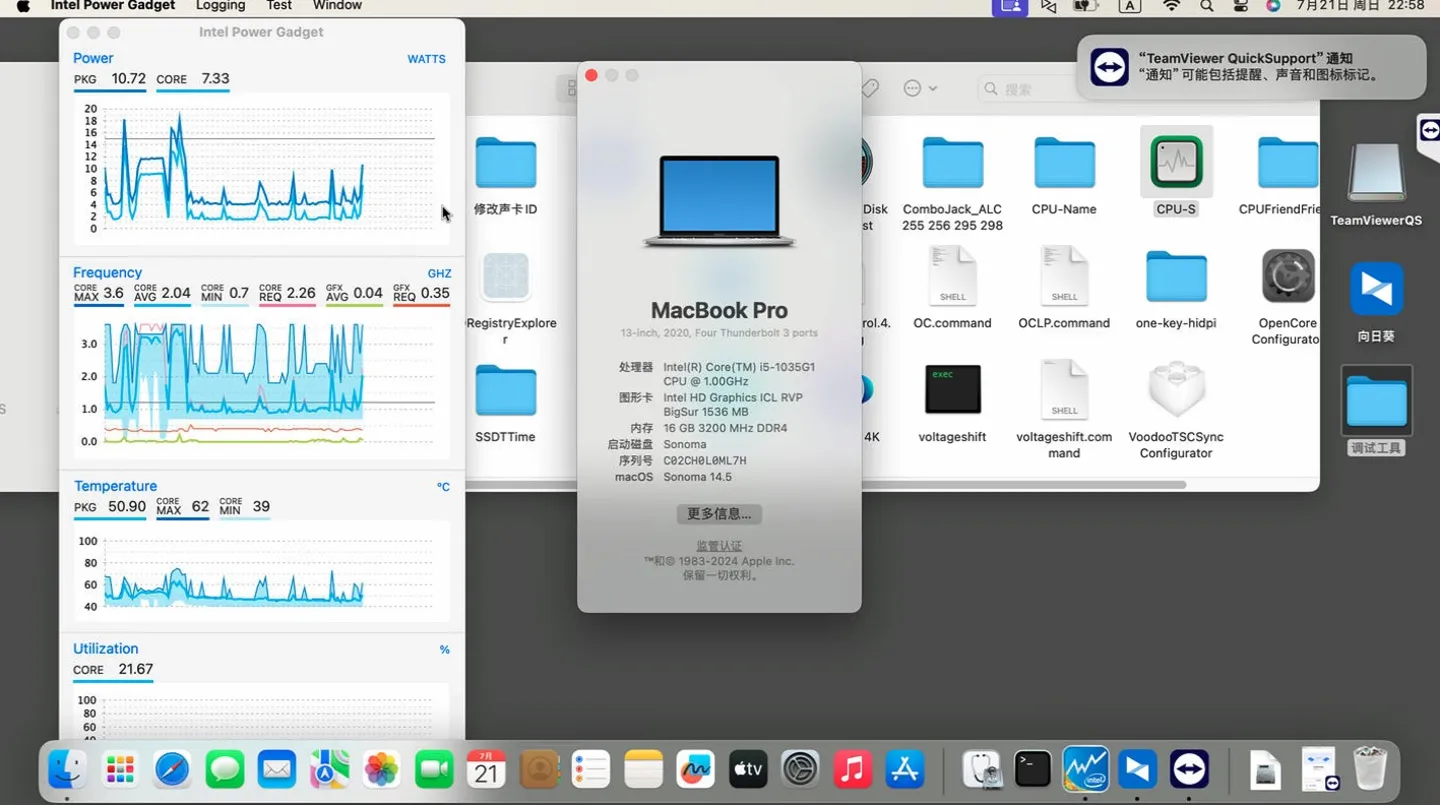 Intel Power Gadget Logging Test Window
A
7月21日 周日 22:58
Intel Power Gadget
Power WATTS
PKG 10.72 CORE 7.33
20
18
16
14
12
10
8
6
4
2
0
Frequency GHZ
CORE MAX 3.6 CORE AVG 2.04 CORE MIN 0.7 CORE REQ 2.26 GFX AVG 0.04 GFX REQ 0.35
3.0
2.0
1.0
0.0
Temperature °C
PKG 50.90 CORE MAX 62 CORE MIN 39
100
80
60
40
Utilization %
CORE 21.67
100
80
60
40
MacBook Pro
13-inch, 2020, Four Thunderbolt 3 ports
处理器 Intel(R) Core(TM) i5-1035G1
CPU @ 1.00GHz
图形卡 Intel HD Graphics ICL RVP
BigSur 1536 MB
内存 16 GB 3200 MHz DDR4
启动磁盘 Sonoma
序列号 C02CH0L0ML7H
macOS Sonoma 14.5
更多信息...
监管认证
™和© 1983-2024 Apple Inc.
保留一切权利。
搜索
“TeamViewer QuickSupport” 通知
“通知” 可能包括提醒、声音和图标标记。
修改声卡ID
Disk
st
ComboJack_ALC
255 256 295 298
CPU-Name
CPU-S
CPUFriendFrie
RegistryExplore
r
rol.4.
SHELL
OC.command
SHELL
OCLP.command
one-key-hidpi
OpenCore
Configurato
SSDTTime
4K
exec
voltageshift
SHELL
voltageshift.com
mand
VoodooTSCSync
Configurator
TeamViewerQS
向日葵
调试工具
S
7月
21
tv
intel